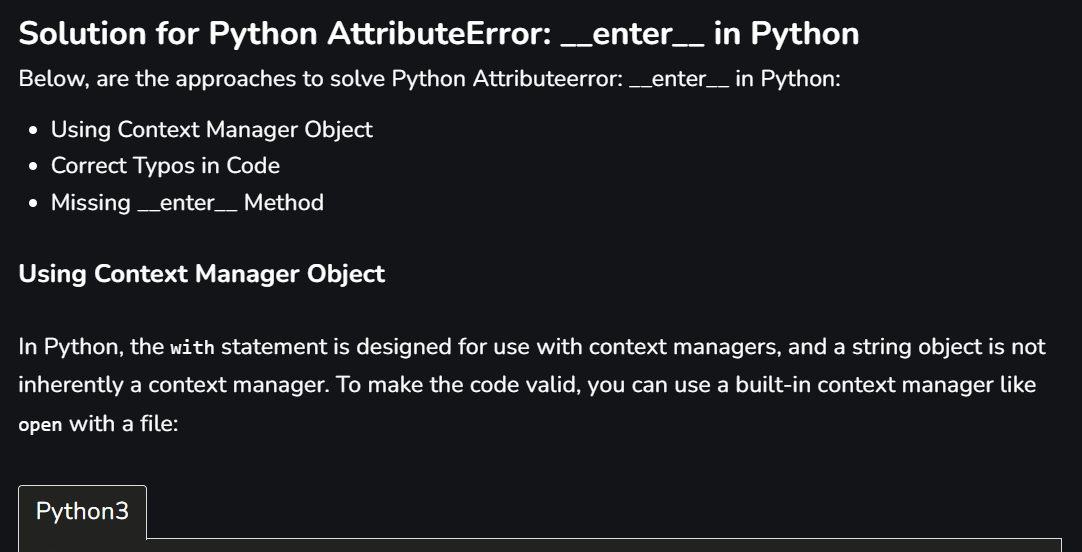 Solution for Python AttributeError: __enter__ in Python
Below, are the approaches to solve Python Attributeerror: __enter__ in Python:
• Using Context Manager Object
• Correct Typos in Code
• Missing __enter__ Method
Using Context Manager Object
In Python, the with statement is designed for use with context managers, and a string object is not
inherently a context manager. To make the code valid, you can use a built-in context manager like
open with a file:
Python3